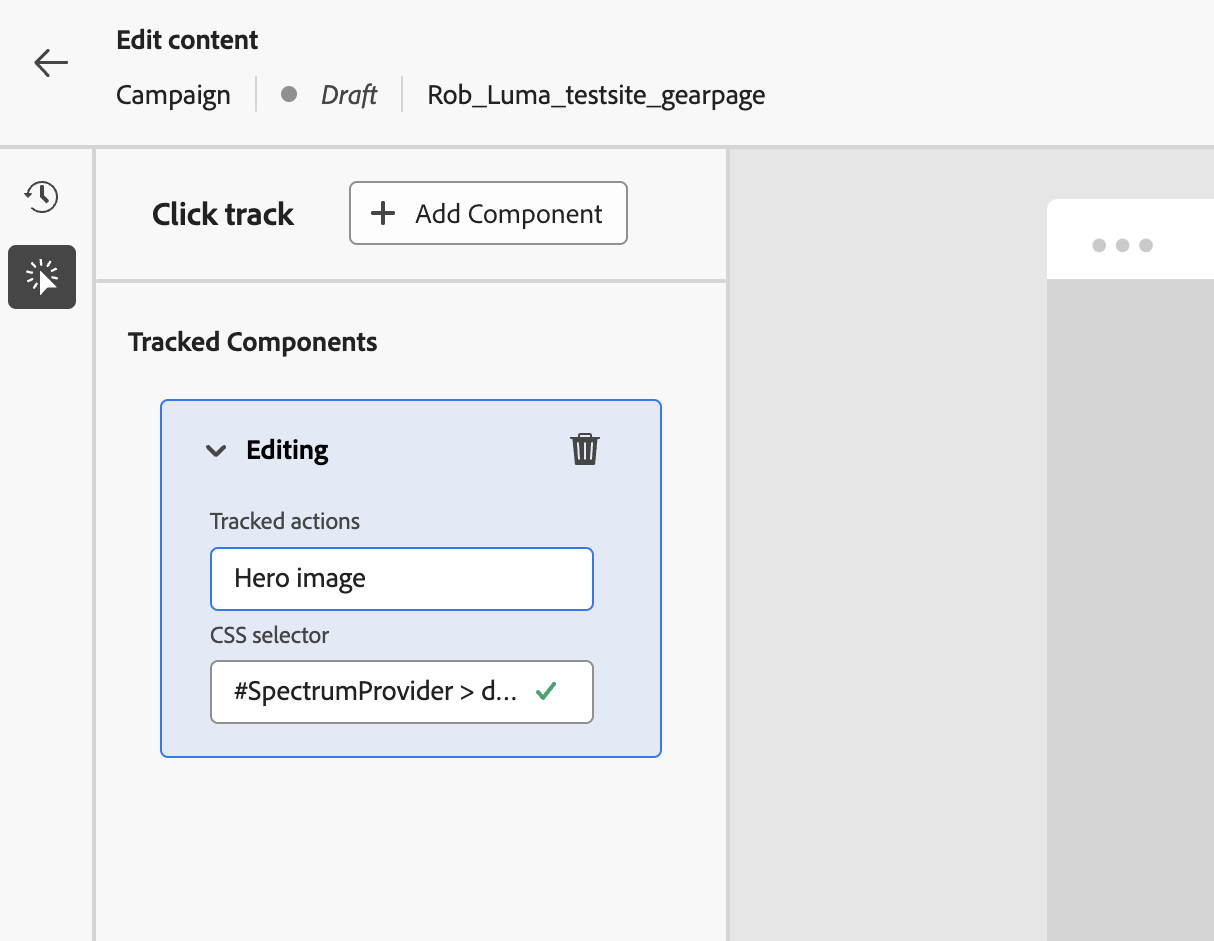 Edit content
Campaign Draft Rob_Luma_testsite_gearpage
Click track
Add Component
Tracked Components
Editing
Tracked actions
Hero image
CSS selector
#SpectrumProvider > d...